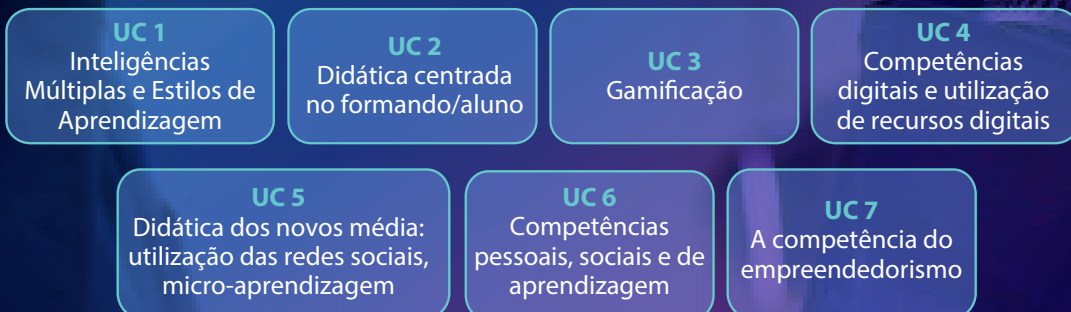 UC 1
Inteligências
Múltiplas e Estilos de
Aprendizagem
UC 2
Didática centrada
no formando/aluno
UC 3
Gamificação
UC 4
Competências
digitais e utilização
de recursos digitais
UC 5
Didática dos novos média:
utilização das redes sociais,
micro-aprendizagem
UC 6
Competências
pessoais, sociais e de
aprendizagem
UC 7
A competência do
empreendedorismo